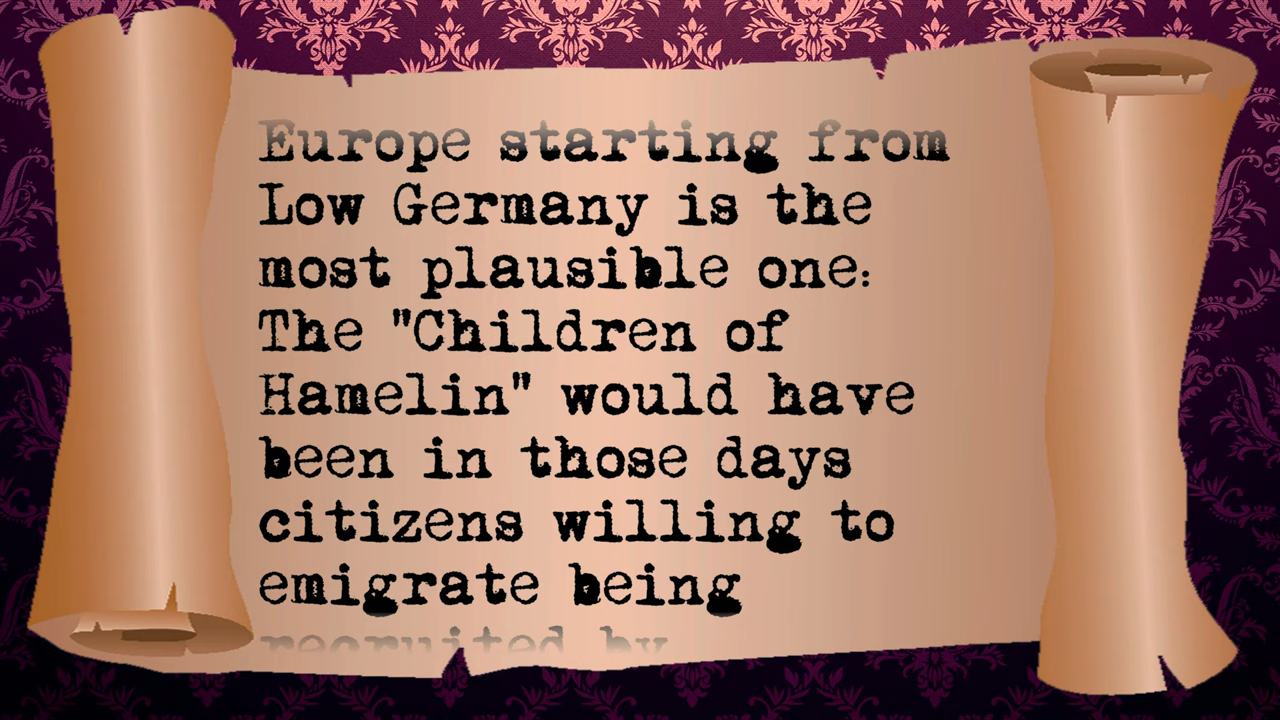 Europe starting from
Low Germany is the
most plausible one:
The "Children of
Hamelin" would have
been in those days
citizens willing to
emigrate being
recruited by